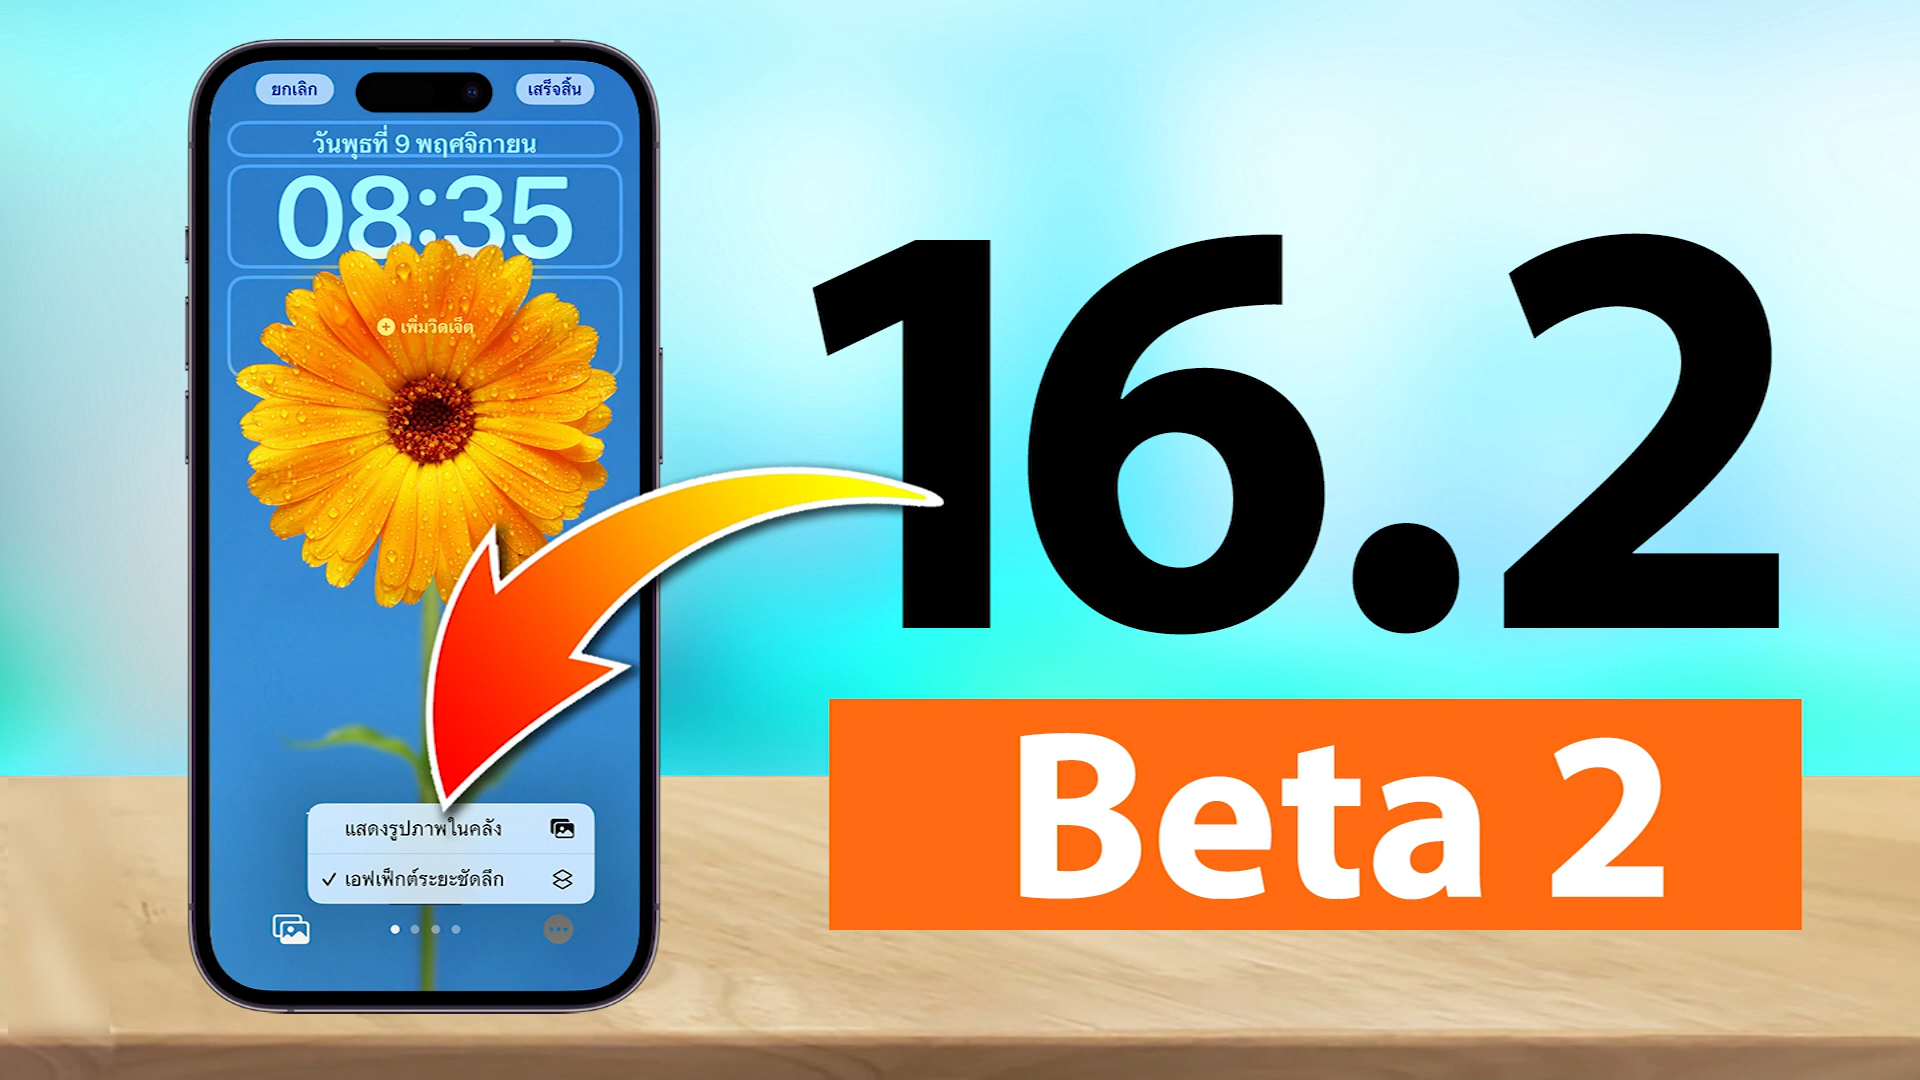 ยกเลิก
เสร็จสิ้น
วันพุธที่ 9 พฤศจิกายน
08:35
เพิ่มวิดเจ็ต
แสดงรูปภาพในคลัง
เอฟเฟ็กต์ระยะชัดลึก
16.2
Beta 2